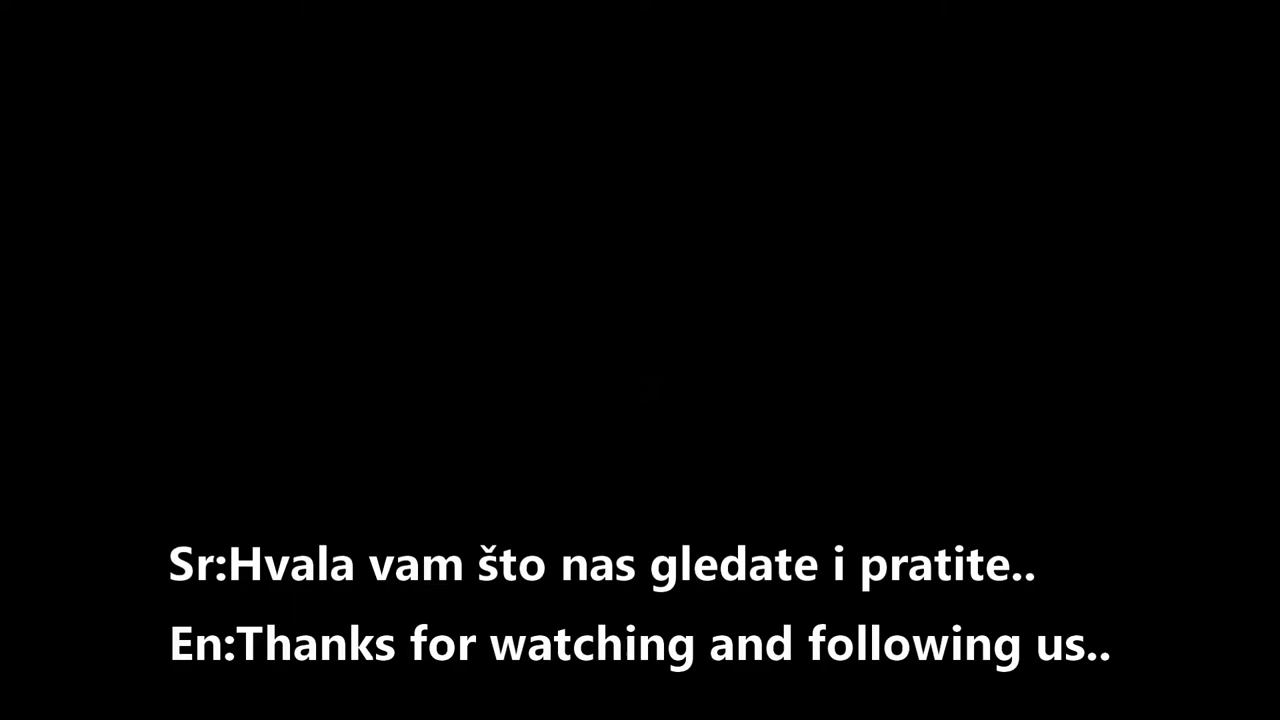 Sr:Hvala vam što nas gledate i pratite..
En:Thanks for watching and following us..